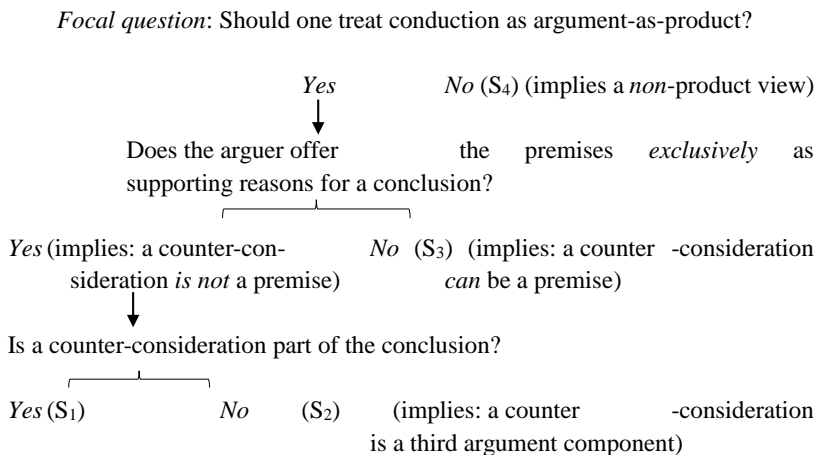 Focal question: Should one treat conduction as argument-as-product?
Yes No (S4) (implies a non-product view)
Does the arguer offer the premises exclusively as
supporting reasons for a conclusion?
Yes (implies: a counter-con- No (S3) (implies: a counter -consideration
sideration is not a premise) can be a premise)
Is a counter-consideration part of the conclusion?
Yes (S1) No (S2) (implies: a counter -consideration
is a third argument component)